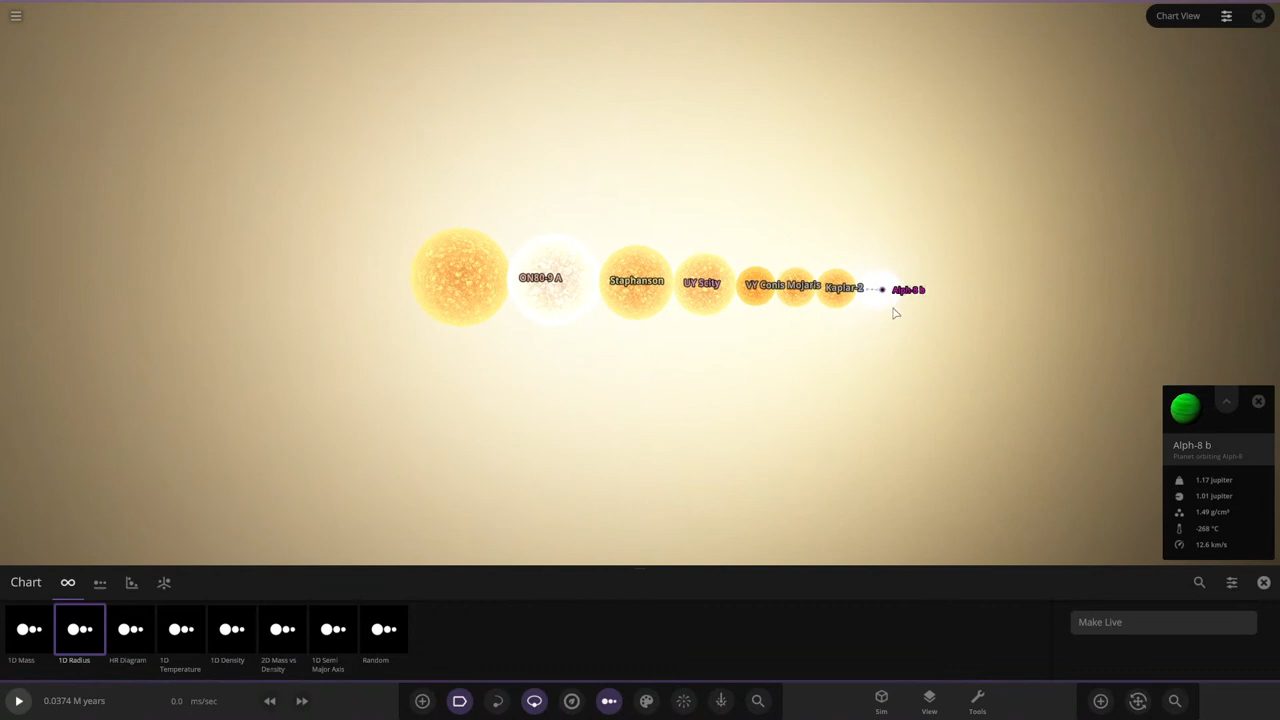 Chart View
ON80-9 A
Staphanson
UY Scity
VY Conis Mojaris
Kaplar-2
Alph-8 b
Alph-8 b
Planet orbiting Alph-8
1.17 Jupiter
1.01 Jupiter
1.49 g/cm³
-268 °C
12.6 km/s
Chart
1D Mass
1D Radius
HR Diagram
1D Temperature
1D Density
2D Mass vs Density
1D Semi Major Axis
Random
Make Live
0.0374 M years
0.0 ms/sec
Sim
View
Tools